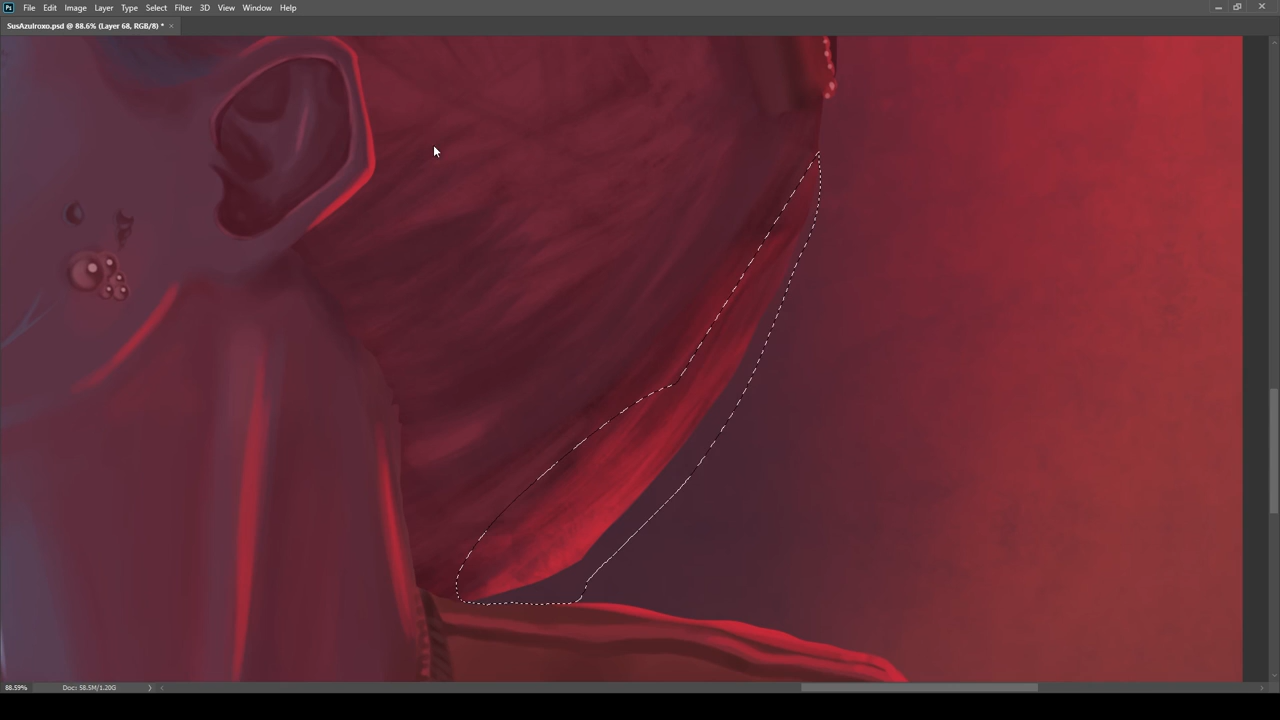 Ps File Edit Image Layer Type Select Filter 3D View Window Help
SusAzulroxo.psd @ 88.6% (Layer 68, RGB/8) * ×
88.59% Doc: 58.5M/1.20G